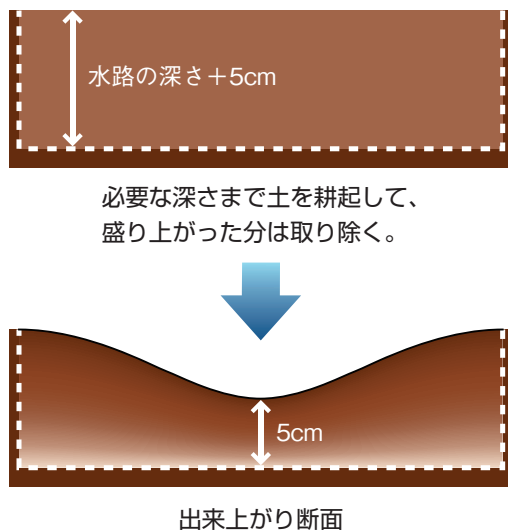 水路の深さ＋5cm
必要な深さまで土を耕起して、
盛り上がった分は取り除く。
5cm
出来上がり断面